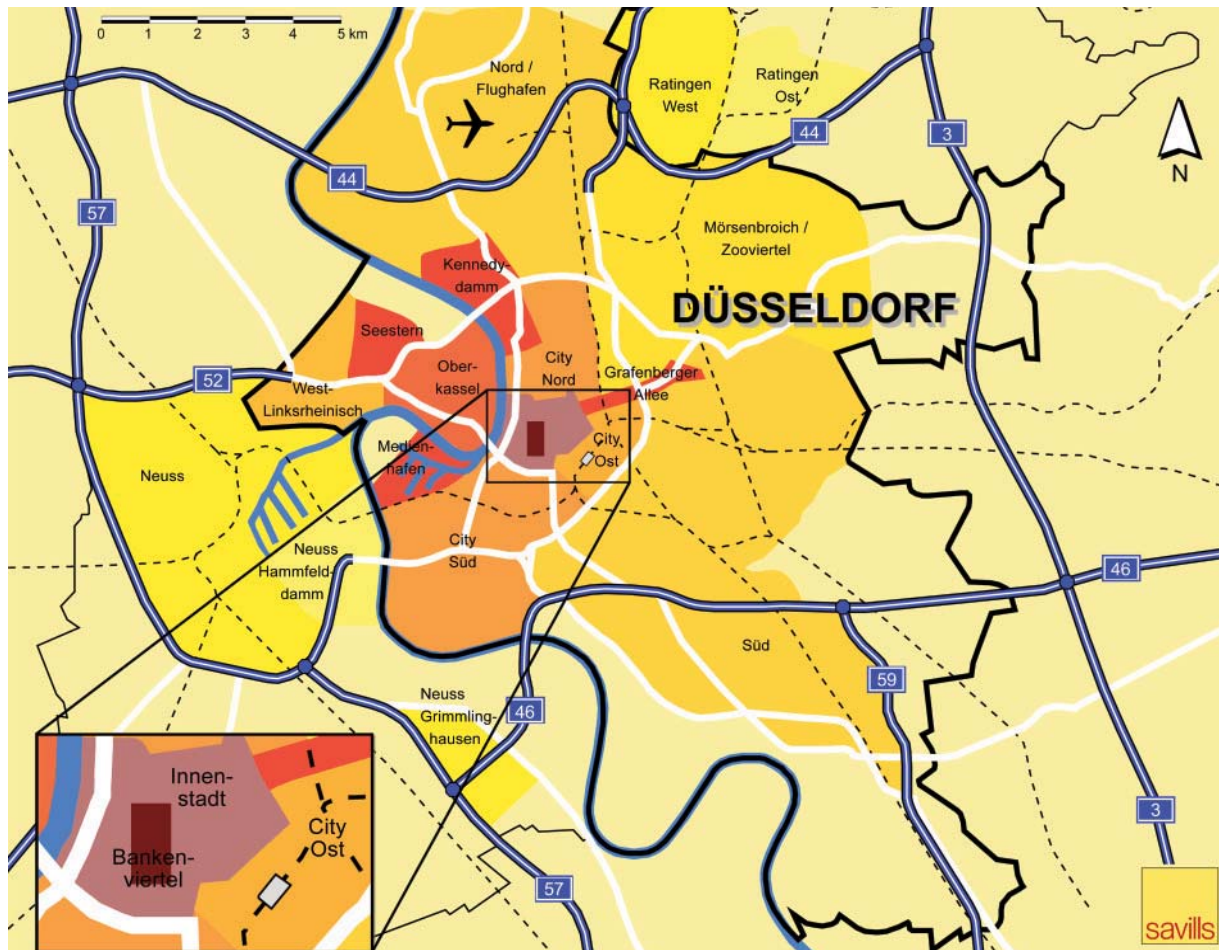 0 1 2 3 4 5 km
Nord /
Flughafen
Ratingen
West
Ratingen
Ost
44
3
N
44
57
Mörsenbroich /
Zooviertel
Kennedy-
damm
DÜSSELDORF
Seestern
Ober-
kassel
City
Nord
Grafenberger
Allee
52
West-
Linksrheinisch
Medien-
hafen
City
Ost
Neuss
City
Süd
Neuss
Hammfeld-
damm
46
Süd
59
Neuss
Grimmling-
hausen
46
Innen-
stadt
City
Ost
Banken-
viertel
3
57
savills